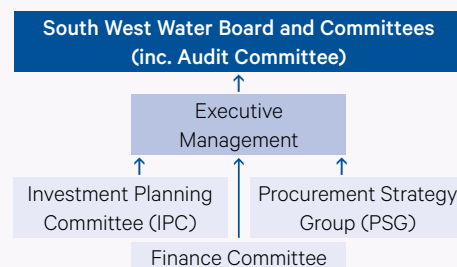 South West Water Board and Committees
(inc. Audit Committee)
Executive
Management
Investment Planning
Committee (IPC)
Procurement Strategy
Group (PSG)
Finance Committee